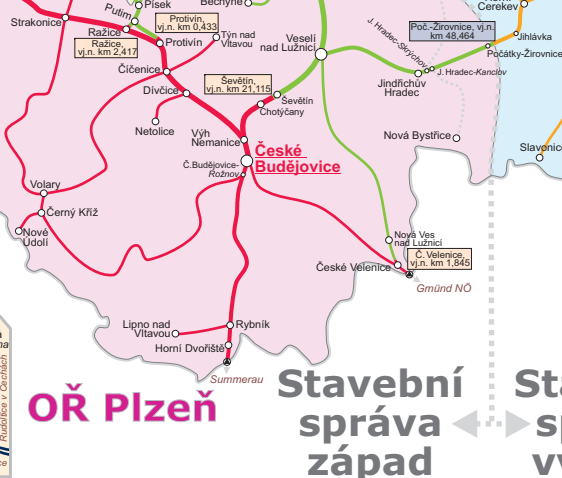 Bechyně
Cerekev
Písek
Putim
Strakonice
Ražice
Ražice,
vj.n. km 2,417
Protivín,
vj.n. km 0,433
Protivín
Týn nad
Vltavou
Číčenice
Dívčice
Netolice
Veselí
nad Lužnicí
Ševětín,
vj.n. km 21,115
Ševětín
Chotýčany
Výh
Nemanice
České
Budějovice
Č.Budějovice-
Rožnov
Poč.-Žirovnice, vj.n
km 48,464
Jihlávka
Počátky-Žirovnice
J. Hradec-Skrýchov
J. Hradec-Kanclov
Jindřichův
Hradec
Nová Bystřice
Slavonice
Volary
Černý Kříž
Nové
Údolí
Nová Ves
nad Lužnicí
České Velenice
Č. Velenice,
vj.n. km 1,845
Gmünd NÖ
Lipno nad
Vltavou
Rybník
Horní Dvořiště
Summerau
OŘ Plzeň
Stavební
správa
západ
Rudoltice v Čechách